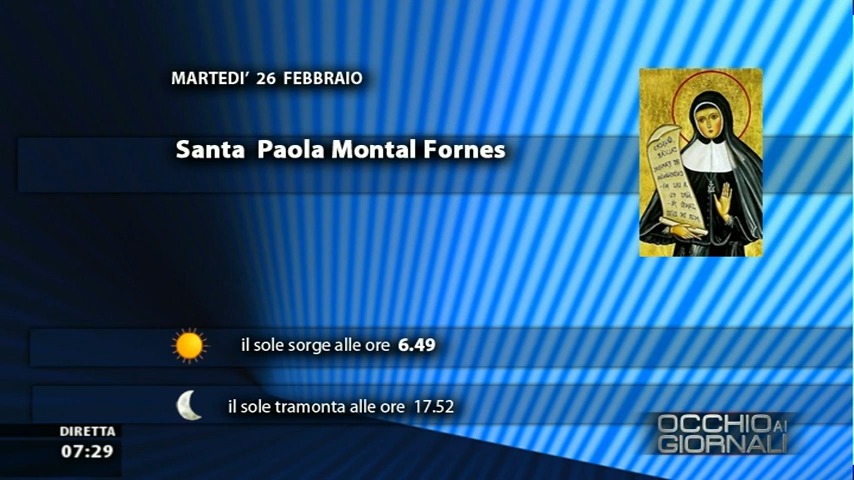 MARTEDI' 26 FEBBRAIO
Santa Paola Montal Fornes
il sole sorge alle ore 6.49
il sole tramonta alle ore 17.52
DIRETTA
07:29
OCCHIO AI
GIORNALI